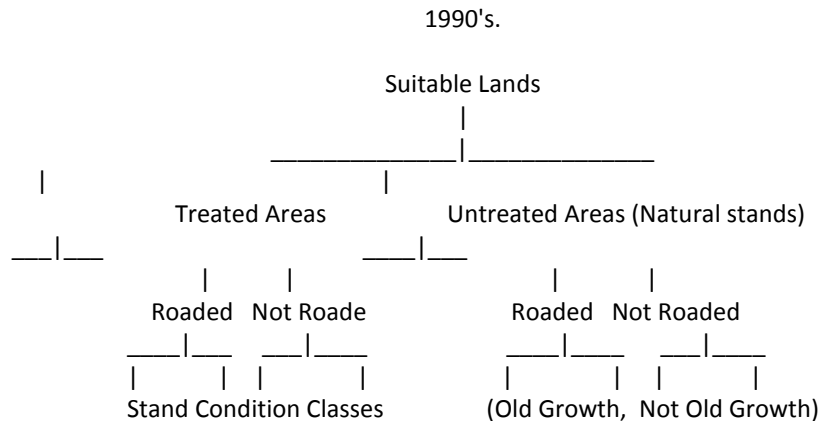 1990's.
Suitable Lands
Treated Areas Untreated Areas (Natural stands)
Roaded Not Roade Roaded Not Roaded
Stand Condition Classes (Old Growth, Not Old Growth)